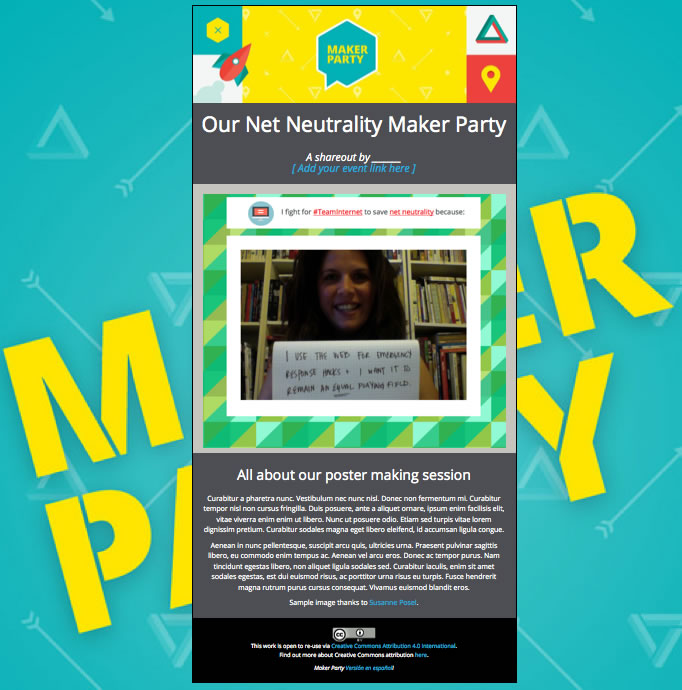 MAKER
PARTY
×
MAKER
PARTY
Our Net Neutrality Maker Party
A shareout by ______
[ Add your event link here ]
I fight for #TeamInternet to save net neutrality because:
I USE THE WEB FOR EMERGENCY
RESPONSE HACKS + I WANT IT TO
REMAIN AN EQUAL PLAYING FIELD.
All about our poster making session
Curabitur a pharetra nunc. Vestibulum nec nunc nisl. Donec non fermentum mi. Curabitur
tempor nisl non cursus fringilla. Duis posuere, ante a aliquet ornare, ipsum enim facilisis elit,
vitae viverra enim enim ut libero. Nunc ut posuere odio. Etiam sed turpis vitae lorem
dignissim pretium. Curabitur sodales magna eget libero eleifend, id accumsan ligula congue.
Aenean in nunc pellentesque, suscipit arcu quis, ultricies urna. Praesent pulvinar sagittis
libero, eu commodo enim tempus ac. Aenean vel arcu eros. Donec ac tempor purus. Nam
tincidunt egestas libero, non aliquet ligula sodales sed. Curabitur iaculis, enim sit amet
sodales egestas, est dui euismod risus, ac porttitor urna risus eu turpis. Fusce hendrerit
magna rutrum purus cursus consequat. Vivamus euismod blandit eros.
Sample image thanks to Susanne Posel.
cc BY
This work is open to re-use via Creative Commons Attribution 4.0 International.
Find out more about Creative Commons attribution here.
Maker Party Versión en español!